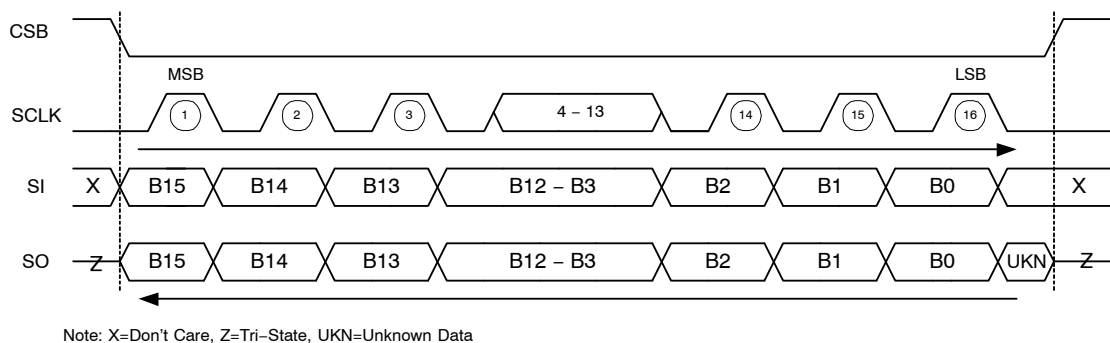 CSB
MSB LSB
SCLK 1 2 3 4 – 13 14 15 16
SI X B15 B14 B13 B12 – B3 B2 B1 B0 X
SO Z B15 B14 B13 B12 – B3 B2 B1 B0 UKN Z
Note: X=Don't Care, Z=Tri–State, UKN=Unknown Data